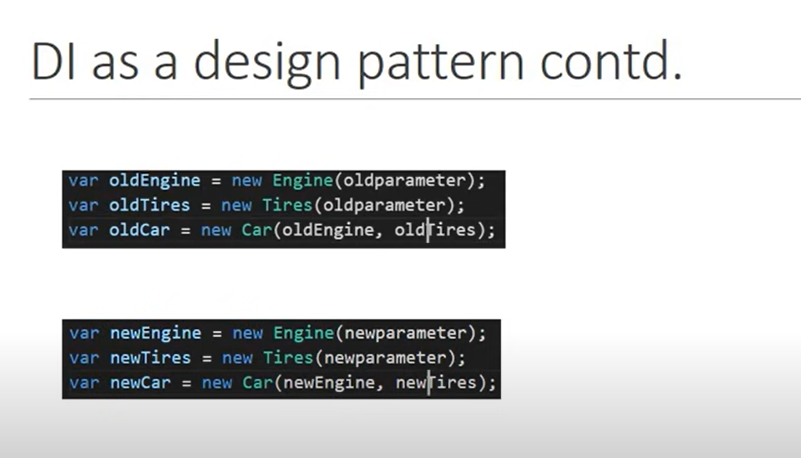 DI as a design pattern contd.
var oldEngine = new Engine(oldparameter);
var oldTires = new Tires(oldparameter);
var oldCar = new Car(oldEngine, oldTires);
var newEngine = new Engine(newparameter);
var newTires = new Tires(newparameter);
var newCar = new Car(newEngine, newTires);